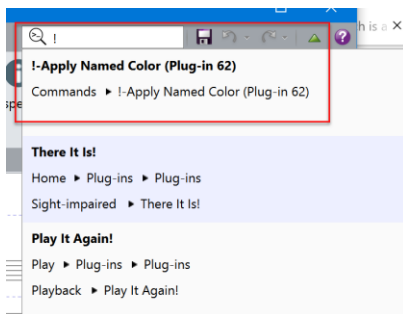 !
h is a
!-Apply Named Color (Plug-in 62)
Commands ▸ !-Apply Named Color (Plug-in 62)
spe
There It Is!
Home ▸ Plug-ins ▸ Plug-ins
Sight-impaired ▸ There It Is!
Play It Again!
Play ▸ Plug-ins ▸ Plug-ins
Playback ▸ Play It Again!